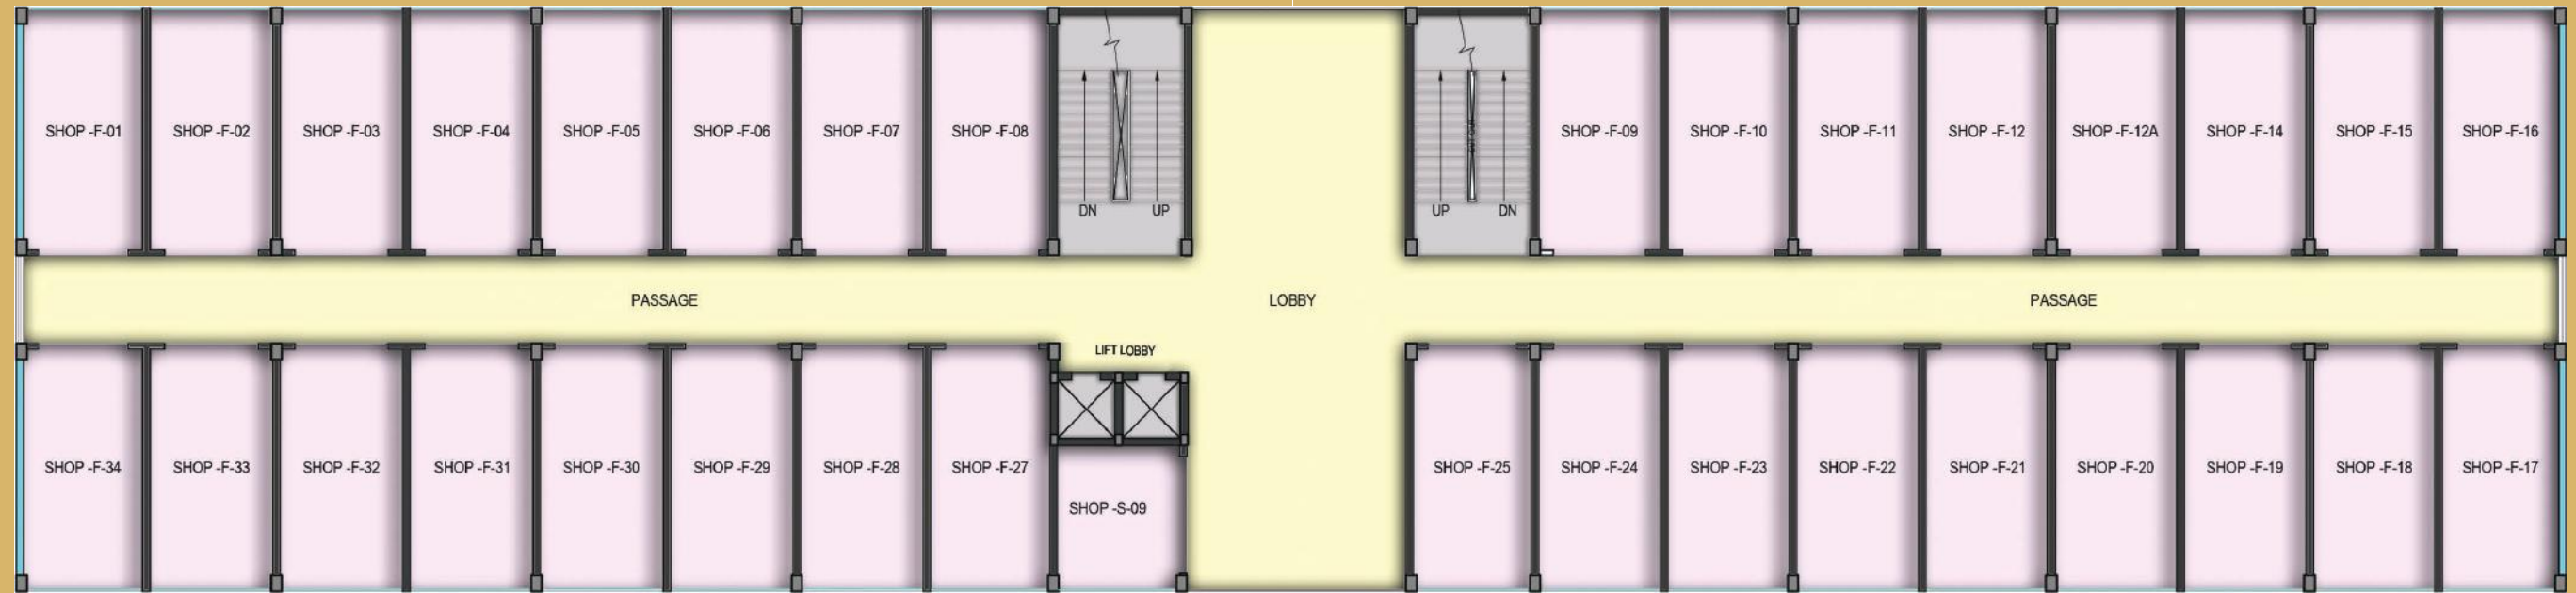 SHOP -F-01
SHOP -F-02
SHOP -F-03
SHOP -F-04
SHOP -F-05
SHOP -F-06
SHOP -F-07
SHOP -F-08
SHOP -F-09
SHOP -F-10
SHOP -F-11
SHOP -F-12
SHOP -F-12A
SHOP -F-14
SHOP -F-15
SHOP -F-16
DN
UP
UP
DN
PASSAGE
LOBBY
PASSAGE
LIFT LOBBY
SHOP -F-34
SHOP -F-33
SHOP -F-32
SHOP -F-31
SHOP -F-30
SHOP -F-29
SHOP -F-28
SHOP -F-27
SHOP -S-09
SHOP -F-25
SHOP -F-24
SHOP -F-23
SHOP -F-22
SHOP -F-21
SHOP -F-20
SHOP -F-19
SHOP -F-18
SHOP -F-17